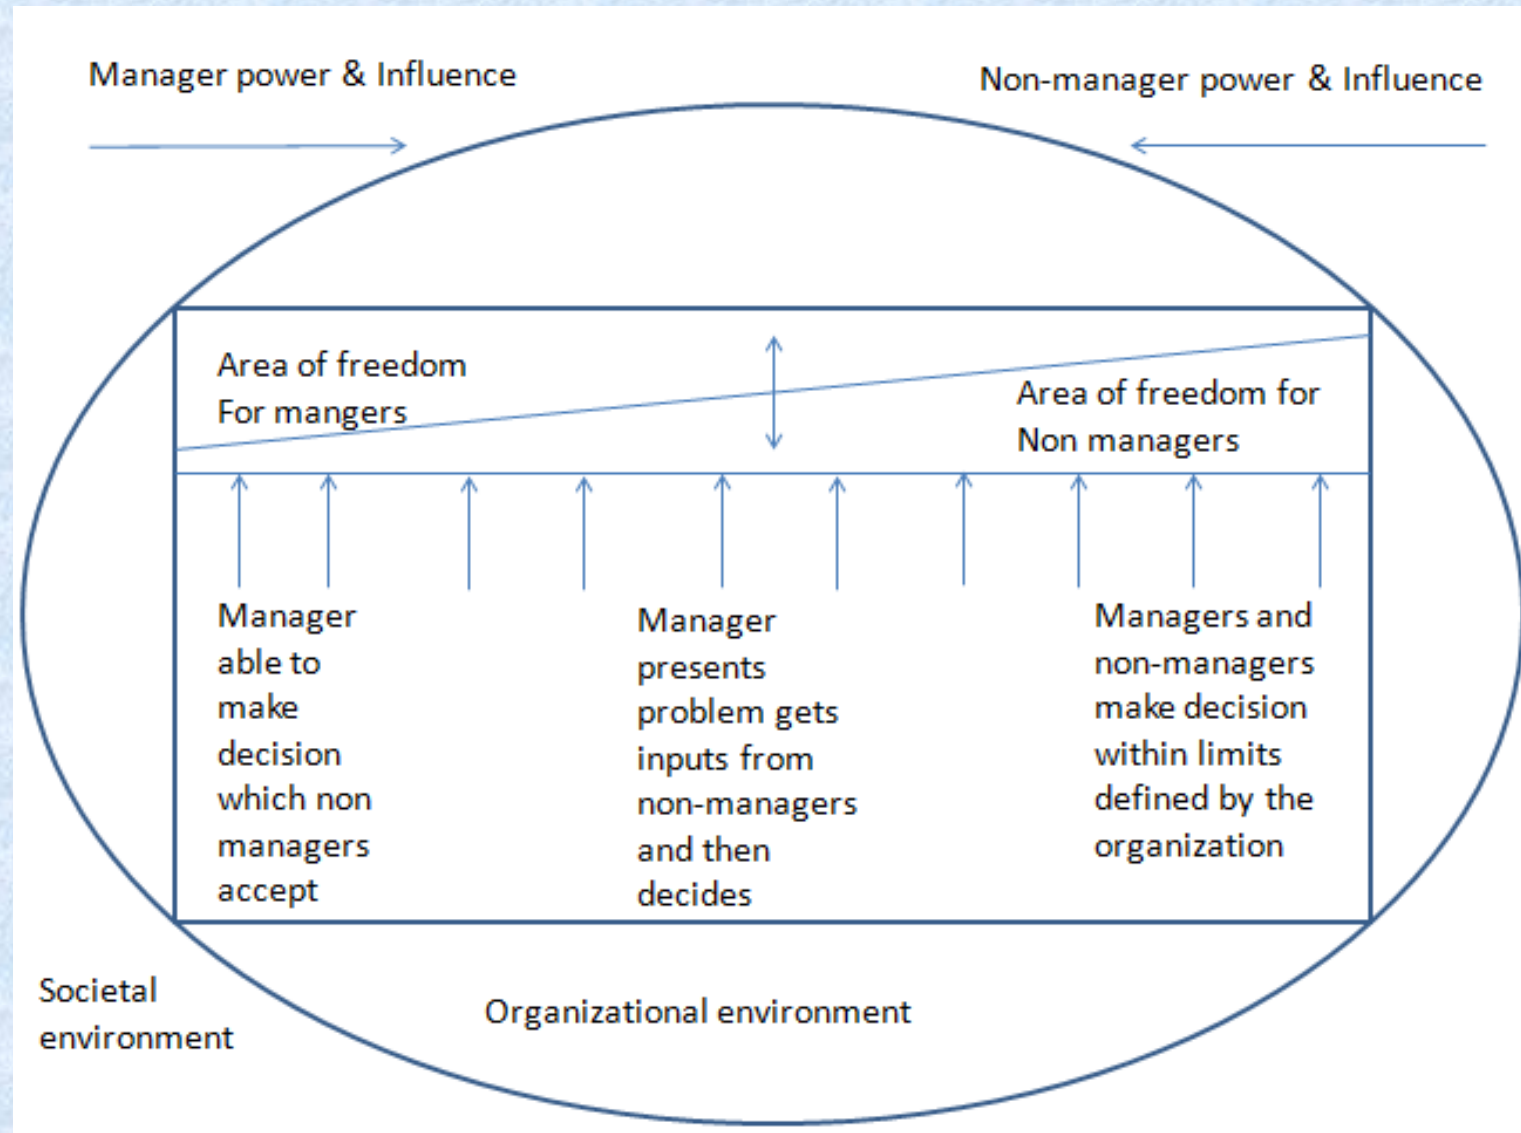 Manager power & Influence
Non-manager power & Influence
Area of freedom
For mangers
Area of freedom for
Non managers
Manager
able to
make
decision
which non
managers
accept
Manager
presents
problem gets
inputs from
non-managers
and then
decides
Managers and
non-managers
make decision
within limits
defined by the
organization
Societal
environment
Organizational environment